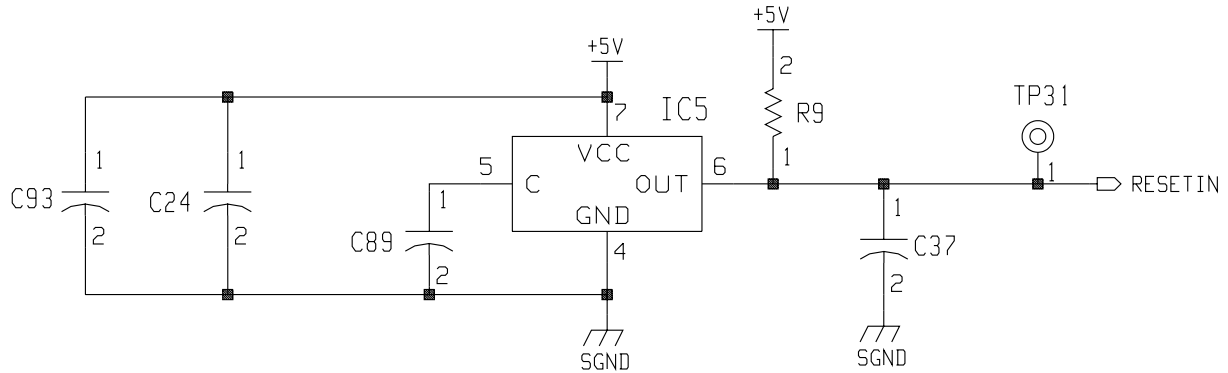 +5V
2
R9
1
+5V
7
IC5
TP31
1
C93
1
2
C24
1
2
5
C89
1
2
VCC
C
OUT
GND
6
4
SGND
1
C37
2
SGND
RESETIN